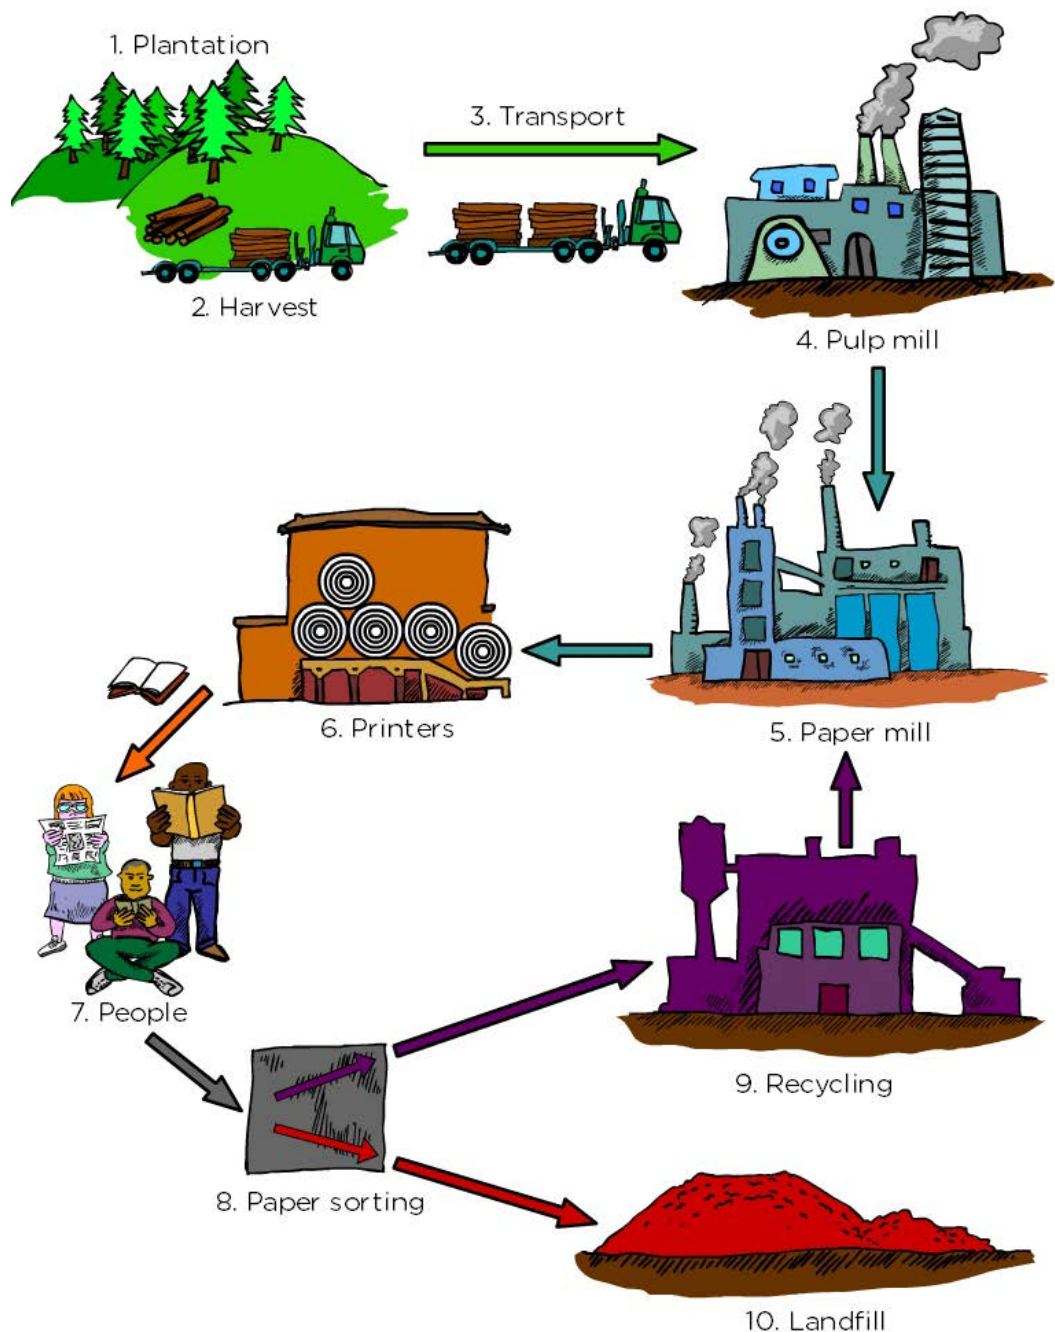 1. Plantation
2. Harvest
3. Transport
4. Pulp mill
5. Paper mill
6. Printers
7. People
8. Paper sorting
9. Recycling
10. Landfill